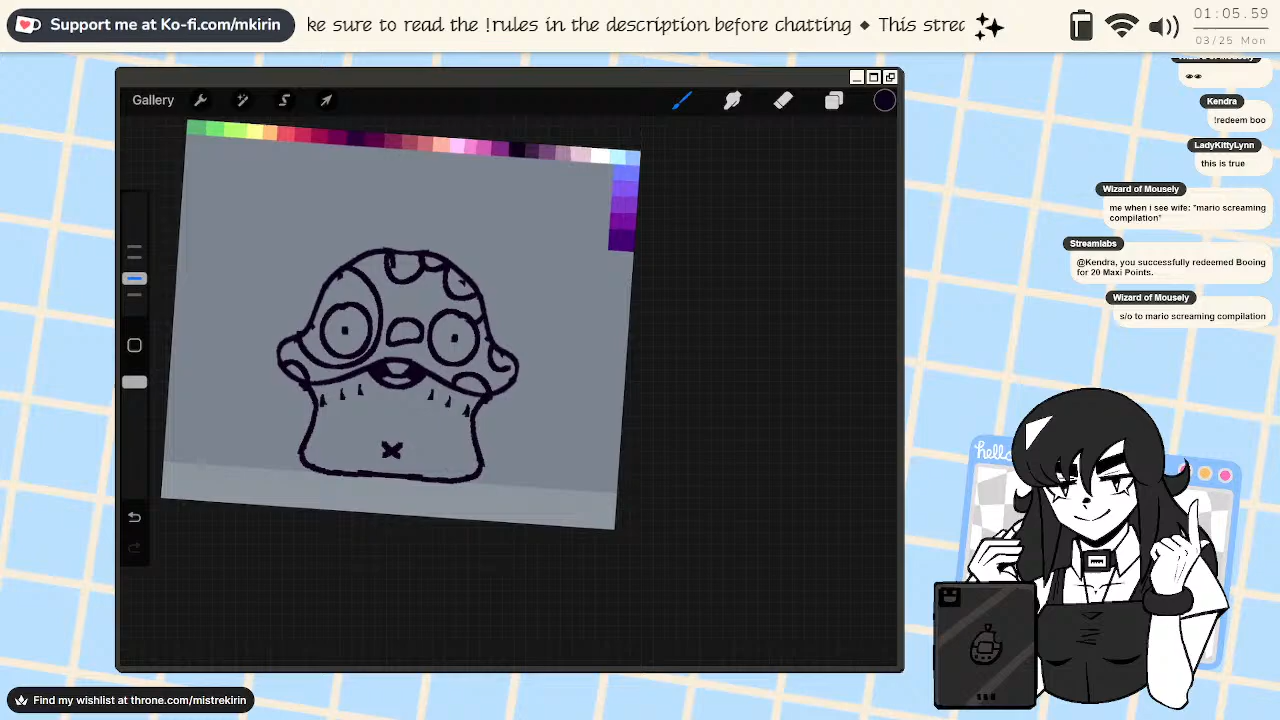 Support me at Ko-fi.com/mkirin
ke sure to read the !rules in the description before chatting ◆ This strea
01:05.59
03/25 Mon
Gallery
Kendra
!redeem boo
LadyKittyLynn
this is true
Wizard of Mousely
me when i see wife: "mario screaming
compilation"
Streamlabs
@Kendra, you successfully redeemed Booing
for 20 Maxi Points.
Wizard of Mousely
s/o to mario screaming compilation
hello
Find my wishlist at throne.com/mistrekirin